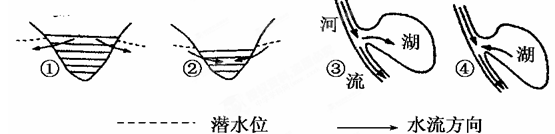 ① ② ③ ④
河 湖 流 湖
潜水位 水流方向